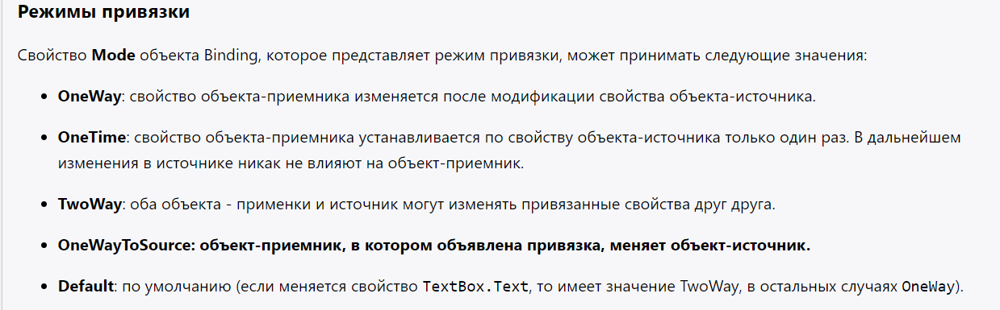 Режимы привязки
Свойство Mode объекта Binding, которое представляет режим привязки, может принимать следующие значения:
• OneWay: свойство объекта-приемника изменяется после модификации свойства объекта-источника.
• OneTime: свойство объекта-приемника устанавливается по свойству объекта-источника только один раз. В дальнейшем
изменения в источнике никак не влияют на объект-приемник.
• TwoWay: оба объекта - применки и источник могут изменять привязанные свойства друг друга.
• OneWayToSource: объект-приемник, в котором объявлена привязка, меняет объект-источник.
• Default: по умолчанию (если меняется свойство TextBox.Text, то имеет значение TwoWay, в остальных случаях OneWay).